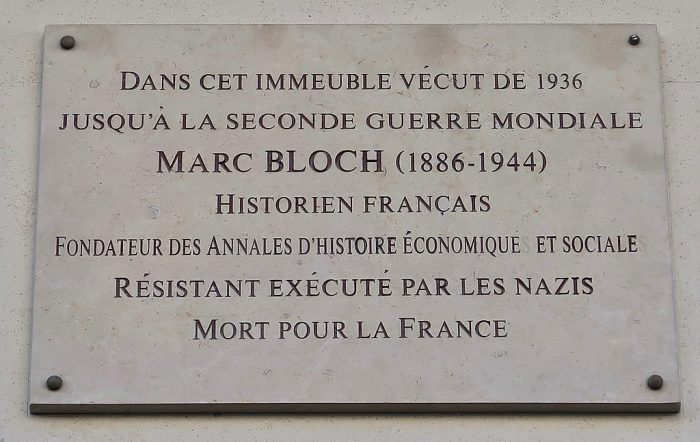 DANS CET IMMEUBLE VÉCUT DE 1936
JUSQU'À LA SECONDE GUERRE MONDIALE
MARC BLOCH (1886-1944)
HISTORIEN FRANÇAIS
FONDATEUR DES ANNALES D'HISTOIRE ÉCONOMIQUE ET SOCIALE
RÉSISTANT EXÉCUTÉ PAR LES NAZIS
MORT POUR LA FRANCE